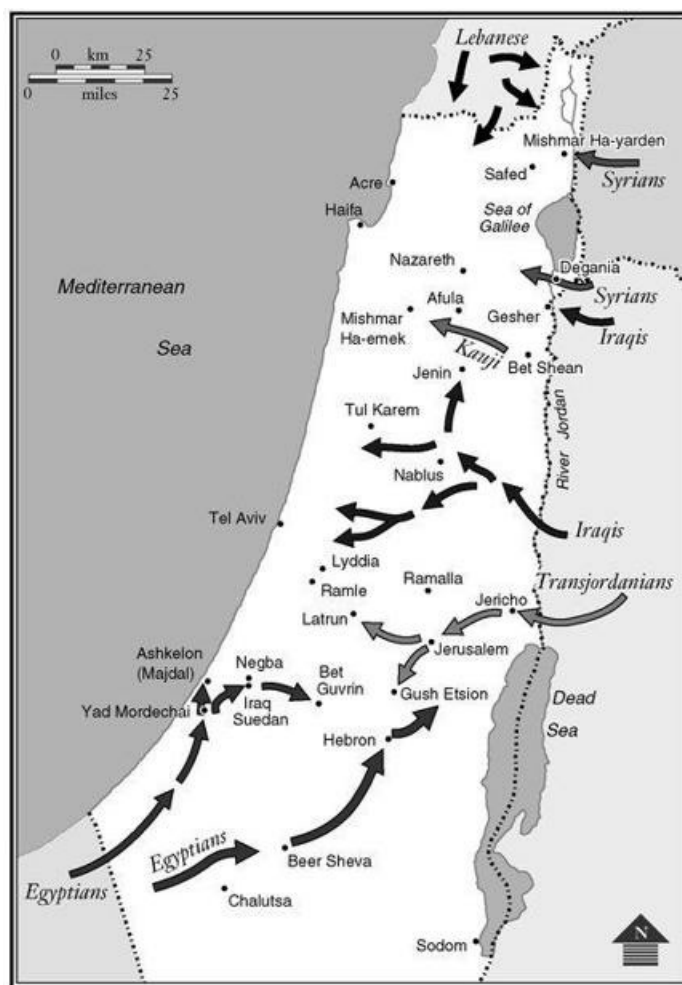 Lebanese
0 km 25
0 miles 25
Mishmar Ha-yarden
Safed
Syrians
Acre
Haifa
Sea of
Galilee
Nazareth
Degania
Mediterranean
Sea
Syrians
Afula
Gesher
Mishmar
Ha-emek
Kauji
Iraqis
Jenin
Bet Shean
Tul Karem
River Jordan
Nablus
Tel Aviv
Iraqis
Lyddia
Ramle
Ramalla
Transjordanians
Jericho
Latrun
Jerusalem
Ashkelon
(Majdal)
Negba
Bet
Guvrin
Gush Etsion
Dead
Sea
Yad Mordechai
Iraq
Suedan
Hebron
Egyptians
Egyptians
Beer Sheva
Chalutsa
Sodom
N